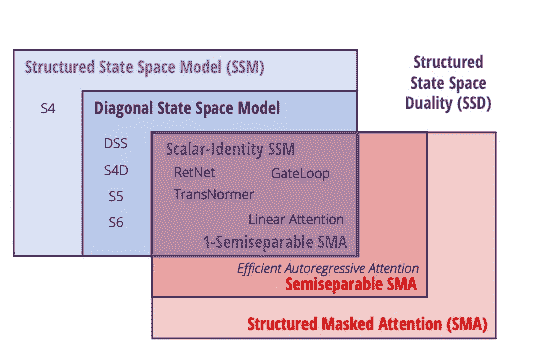 Structured State Space Model (SSM)
Structured
State Space
Duality (SSD)
S4
Diagonal State Space Model
DSS
S4D
S5
S6
Scalar-Identity SSM
RetNet
GateLoop
TransNormer
Linear Attention
1-Semiseparable SMA
Efficient Autoregressive Attention
Semiseparable SMA
Structured Masked Attention (SMA)